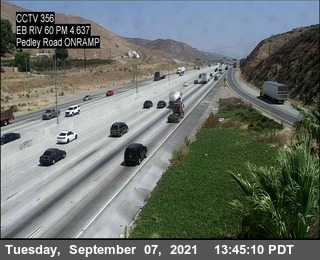 CCTV 356
EB RIV 60 PM 4.637
Pedley Road ONRAMP
Tuesday, September 07, 2021 13:45:10 PDT